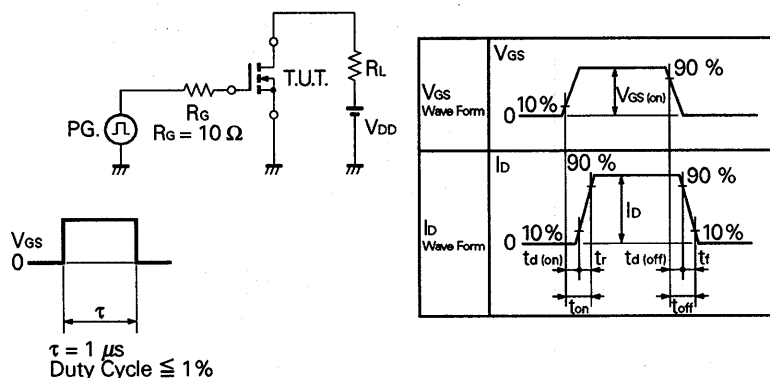 PG.
RG
RG = 10 Ω
T.U.T.
RL
VDD
VGS
0
τ
τ = 1 μs
Duty Cycle ≦ 1%
VGS
Wave Form
VGS
90 %
VGS (on)
10%
0
ID
Wave Form
ID
90 %
90 %
ID
10%
0
10%
td (on)
tr
td (off)
tf
ton
toff